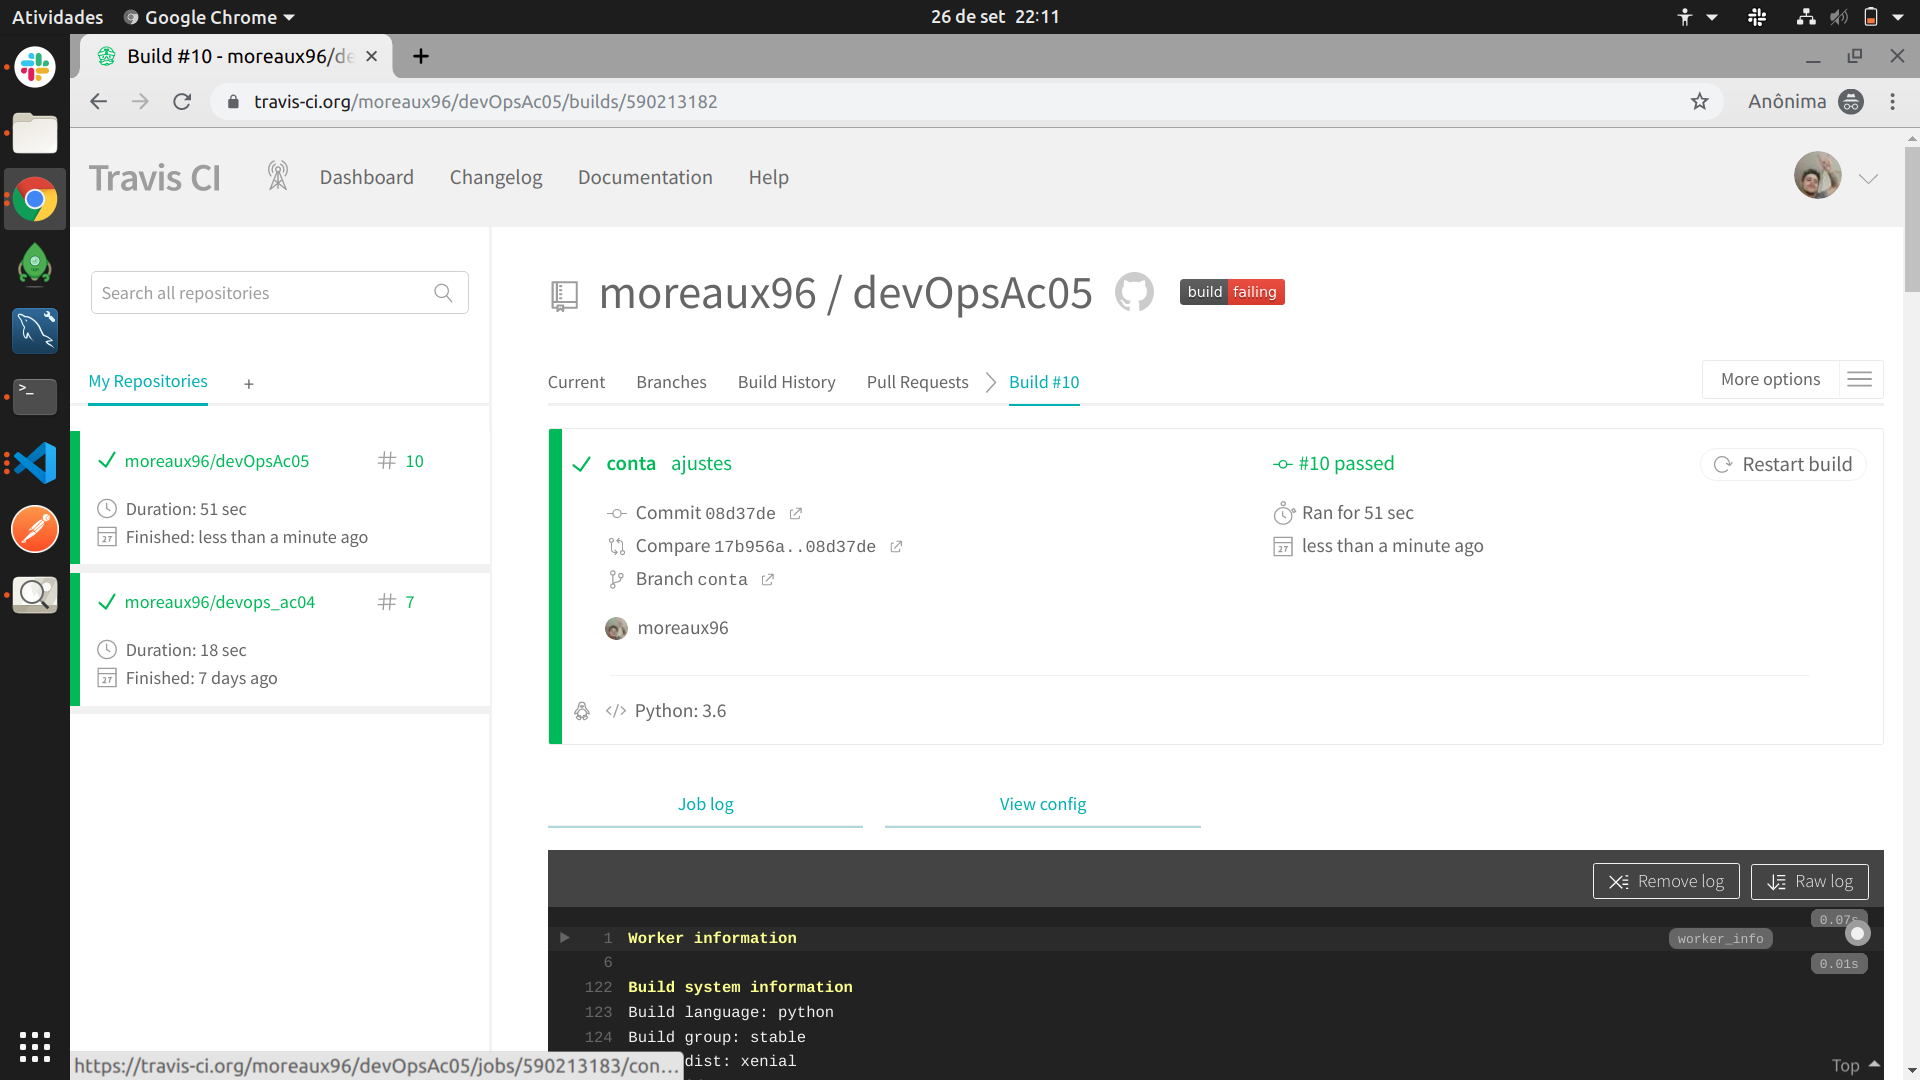 Atividades
Google Chrome
26 de set 22:11
Build #10 - moreaux96/de
travis-ci.org/moreaux96/devOpsAc05/builds/590213182
Anônima
Travis CI
Dashboard
Changelog
Documentation
Help
Search all repositories
My Repositories
+
moreaux96/devOpsAc05
# 10
Duration: 51 sec
Finished: less than a minute ago
moreaux96/devops_ac04
# 7
Duration: 18 sec
Finished: 7 days ago
moreaux96 / devOpsAc05
build failing
Current
Branches
Build History
Pull Requests
Build #10
More options
conta ajustes
#10 passed
Restart build
Commit 08d37de
Ran for 51 sec
Compare 17b956a..08d37de
27 less than a minute ago
Branch conta
moreaux96
Python: 3.6
Job log
View config
Remove log
Raw log
0.07s
1 Worker information
worker_info
6
0.01s
122 Build system information
123 Build language: python
124 Build group: stable
dist: xenial
https://travis-ci.org/moreaux96/devOpsAc05/jobs/590213183/con...
Top